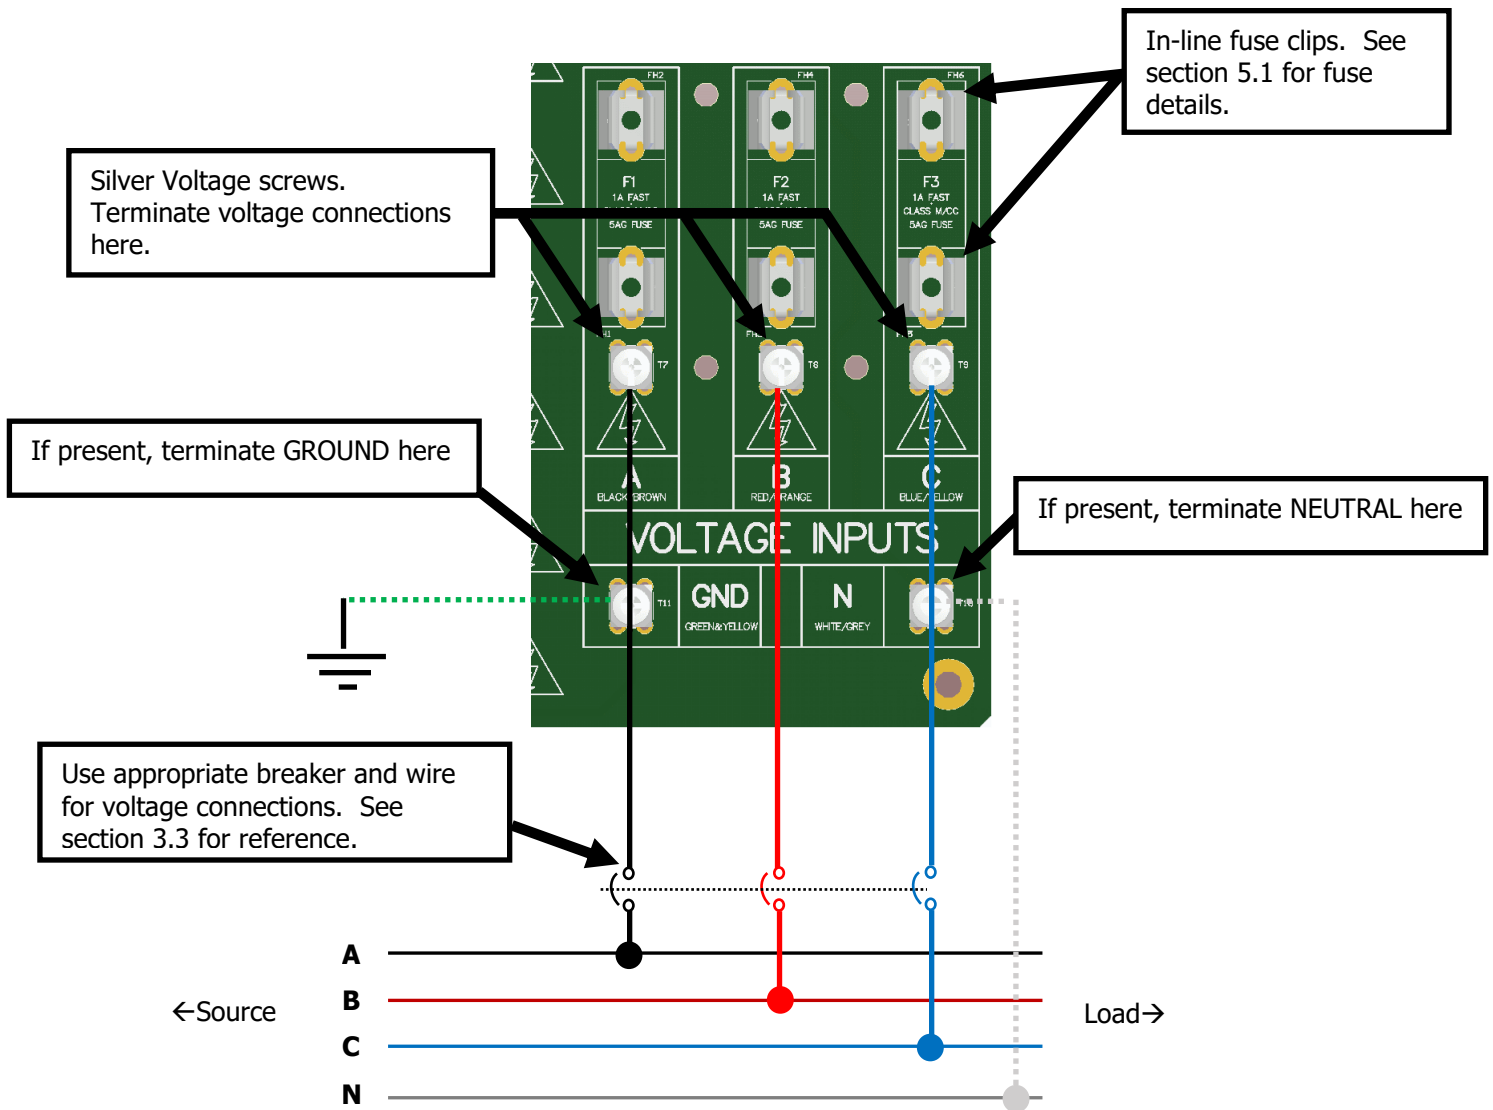 In-line fuse clips. See
section 5.1 for fuse
details.
Silver Voltage screws.
Terminate voltage connections
here.
FH2
FH4
FH6
F1
1A FAST
5AG FUSE
F2
1A FAST
5AG FUSE
F3
1A FAST
CLASS M/CC
5AG FUSE
T7
T8
T9
If present, terminate GROUND here
A
BLACK/BROWN
B
RED/ORANGE
C
BLUE/YELLOW
If present, terminate NEUTRAL here
VOLTAGE INPUTS
T11
GND
GREEN&YELLOW
N
WHITE/GREY
Use appropriate breaker and wire
for voltage connections. See
section 3.3 for reference.
A
B
C
N
←Source
Load→